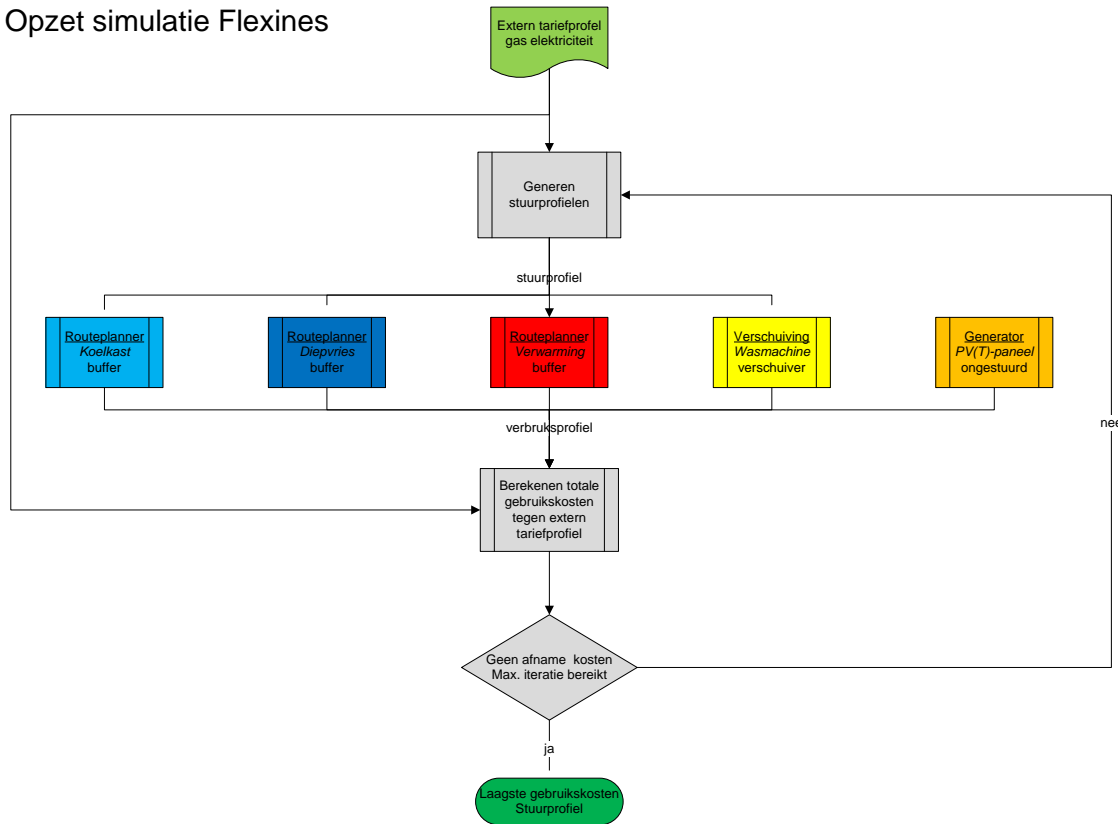 Opzet simulatie Flexines
Extern tariefprofel
gas elektriciteit
Generen
stuurprofielen
stuurprofiel
Routeplanner
Koelkast
buffer
Routeplanner
Diepvries
buffer
Routeplanner
Verwarming
buffer
Verschuiving
Wasmachine
verschuiver
Generator
PV(T)-paneel
ongestuurd
verbruksprofiel
nee
Berekenen totale
gebruikskosten
tegen extern
tariefprofiel
Geen afname kosten
Max. iteratie bereikt
ja
Laagste gebruikskosten
Stuurprofiel